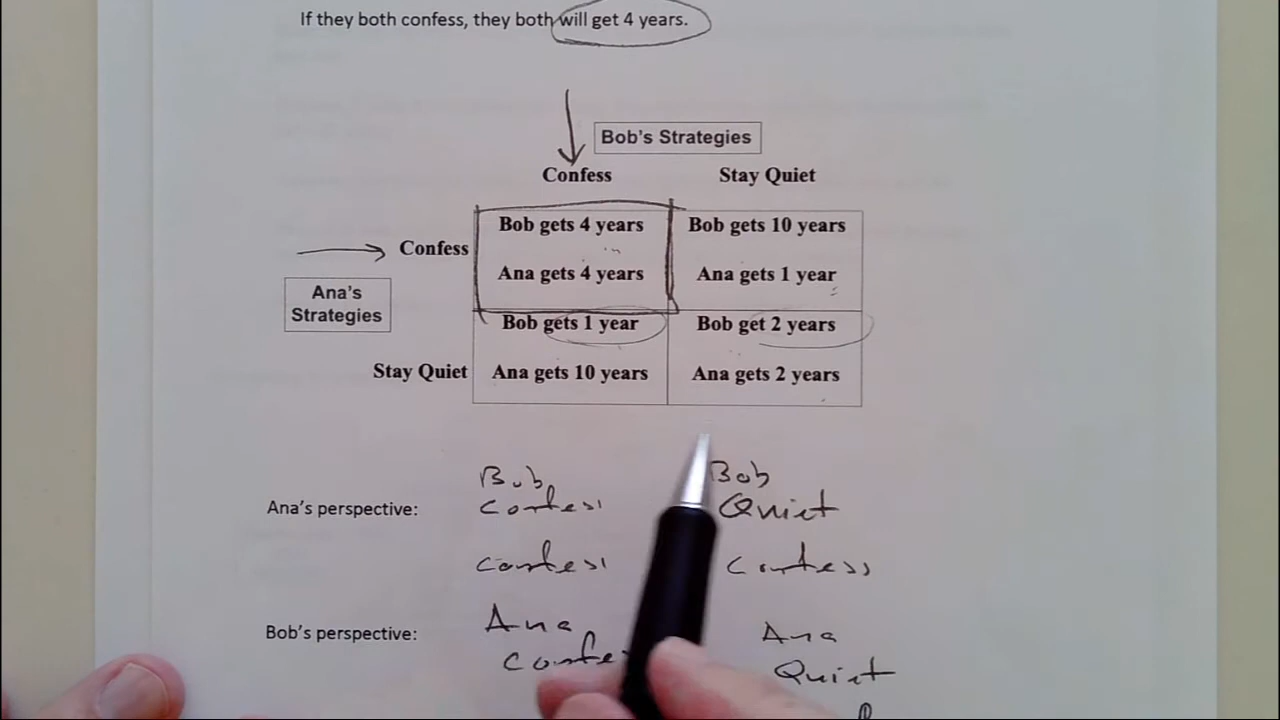 If they both confess, they both will get 4 years.
Bob's Strategies
Confess Stay Quiet
Bob gets 4 years Bob gets 10 years
Confess
Ana gets 4 years Ana gets 1 year
Ana's
Strategies
Bob gets 1 year Bob get 2 years
Stay Quiet Ana gets 10 years Ana gets 2 years
Bob Bob
Ana's perspective: Confess Quiet
Confess Confess
Ana Ana
Bob's perspective:
Quiet